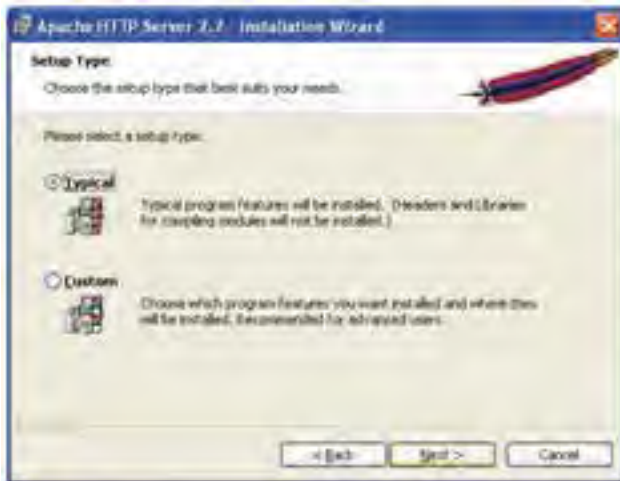 Apache HTTP Server 2.2 - Installation Wizard
Setup Type
Choose the setup type that best suits your needs.
Please select a setup type.
Typical
Typical program features will be installed. (Headers and Libraries
for compiling modules will not be installed.)
Custom
Choose which program features you want installed and where they
will be installed. Recommended for advanced users.
< Back
Next >
Cancel